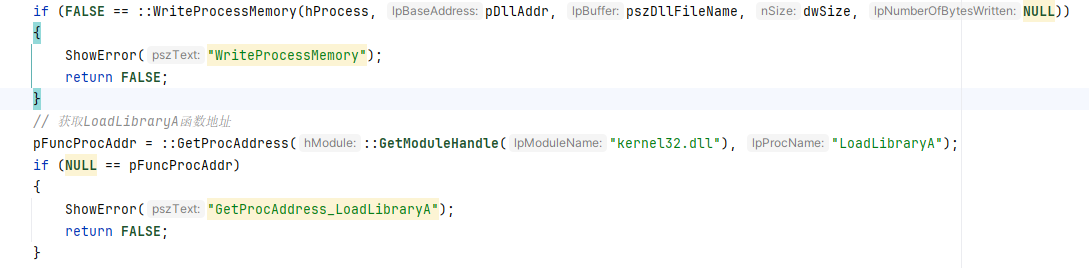 if (FALSE == ::WriteProcessMemory(hProcess, lpBaseAddress: pDllAddr, lpBuffer: pszDllFileName, nSize: dwSize, lpNumberOfBytesWritten: NULL))
{
ShowError( pszText: "WriteProcessMemory");
return FALSE;
}
// 获取LoadLibraryA函数地址
pFuncProcAddr = ::GetProcAddress( hModule: ::GetModuleHandle( lpModuleName: "kernel32.dll"), lpProcName: "LoadLibraryA");
if (NULL == pFuncProcAddr)
{
ShowError( pszText: "GetProcAddress_LoadLibraryA");
return FALSE;
}